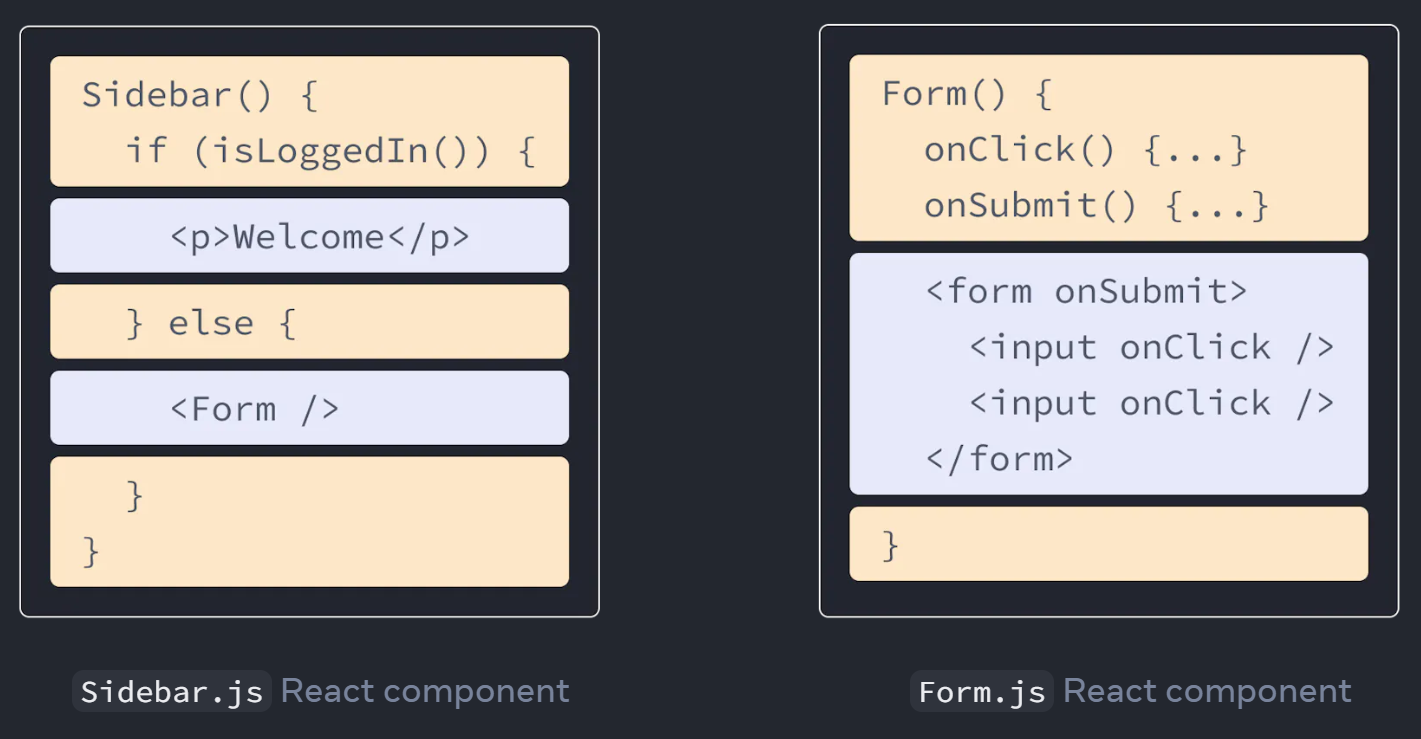 Sidebar() {
if (isLoggedIn()) {
<p>Welcome</p>
} else {
<Form />
}
}
Sidebar.js React component
Form() {
onClick() {...}
onSubmit() {...}
<form onSubmit>
<input onClick />
<input onClick />
</form>
}
Form.js React component